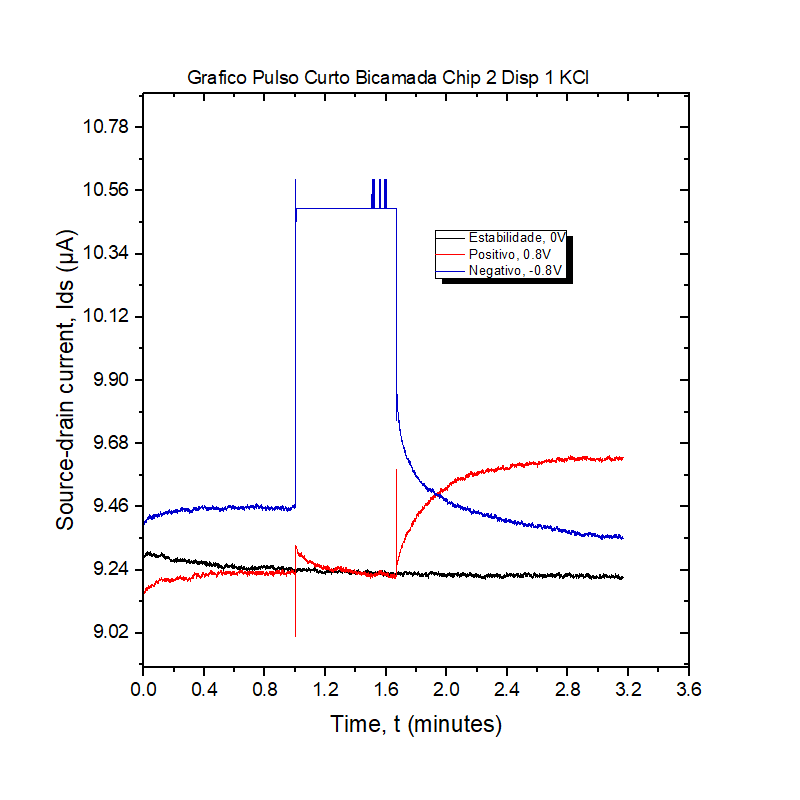 Grafico Pulso Curto Bicamada Chip 2 Disp 1 KCl
10.78
10.56
10.34
10.12
9.90
9.68
9.46
9.24
9.02
Source-drain current, Ids (µA)
Estabilidade, 0V
Positivo, 0.8V
Negativo, -0.8V
0.0 0.4 0.8 1.2 1.6 2.0 2.4 2.8 3.2 3.6
Time, t (minutes)